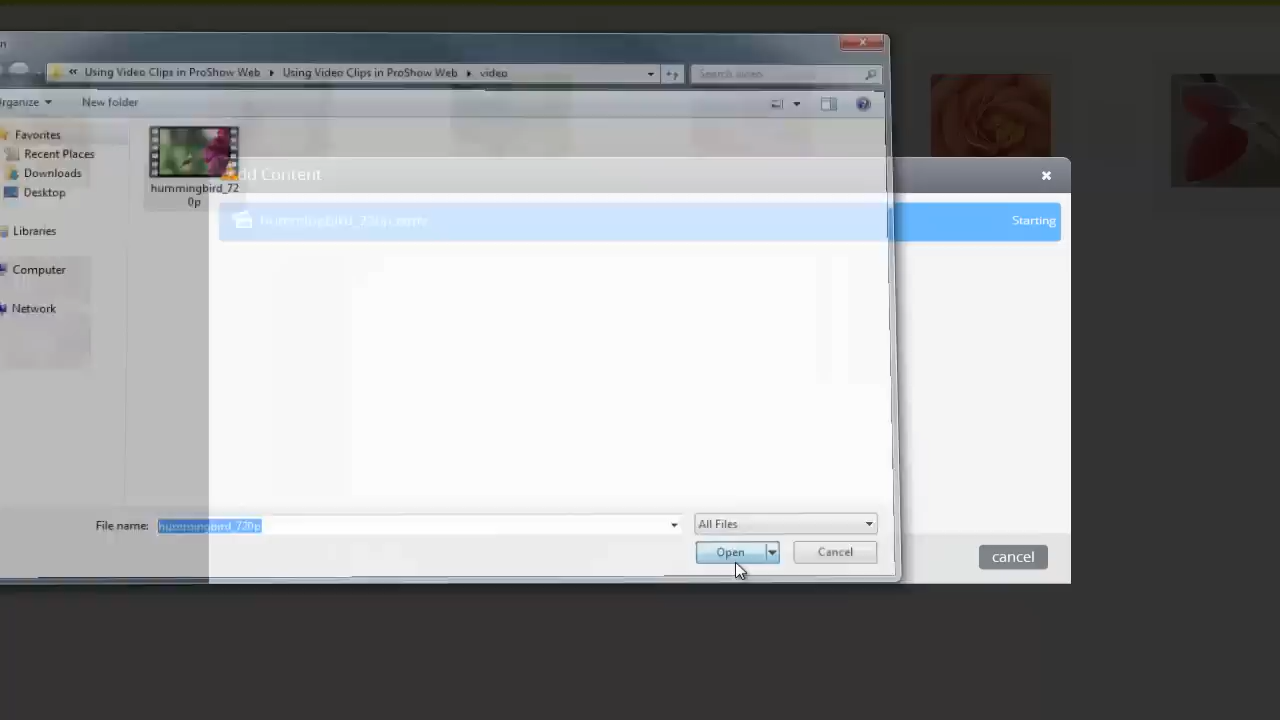 n
Using Video Clips in ProShow Web
Using Video Clips in ProShow Web
video
Search video
rganize
New folder
Favorites
Recent Places
Downloads
Desktop
Libraries
Computer
Network
hummingbird_72
0p
dd Content
Starting
File name:
hummingbird_720p
All Files
Open
Cancel
cancel